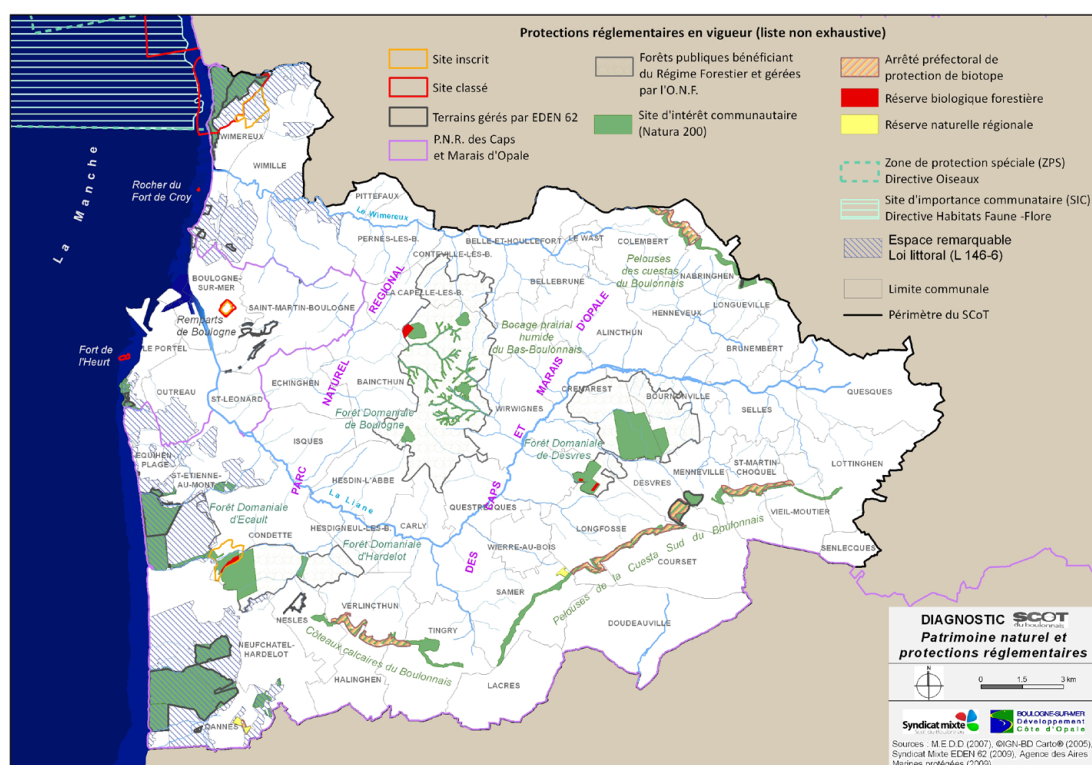 Protections réglementaires en vigueur (liste non exhaustive)
Site inscrit
Site classé
Terrains gérés par EDEN 62
P.N.R. des Caps
et Marais d'Opale
Forêts publiques bénéficiant
du Régime Forestier et gérées
par l'O.N.F.
Site d'intérêt communautaire
(Natura 200)
Arrêté préfectoral de
protection de biotope
Réserve biologique forestière
Réserve naturelle régionale
Zone de protection spéciale (ZPS)
Directive Oiseaux
Site d'importance communataire (SIC)
Directive Habitats Faune -Flore
Espace remarquable
Loi littoral (L 146-6)
Limite communale
Périmètre du SCoT
La Manche
WIMEREUX
WIMILLE
Rocher du
Fort de Croy
PITTEFAUX
Le Wimereux
PERNES-LES-B.
CONTEVILLE-LES-B.
BELLE-ET-HOULLEFORT
LE WAST
COLEMBERT
Pelouses
des cuestas
du Boulonnais
NABRINGHEN
BOULOGNE-
SUR-MER
SAINT-MARTIN-BOULOGNE
LA CAPELLE-LES-B.
BELLEBRUNE
LONGUEVILLE
HENNEVEUX
Remparts
de Boulogne
Bocage prairial
humide
du Bas-Boulonnais
ALINCTHUN
BRUNEMBERT
Fort de
l'Heurt
LE PORTEL
OUTREAU
ECHINGHEN
BAINCTHUN
CREMAREST
BOURNONVILLE
QUESQUES
ST-LEONARD
WIRWIGNES
SELLES
Forêt Domaniale
de Boulogne
ISQUES
Forêt Domaniale
de Desvres
EQUIHEN
PLAGE
ST-ETIENNE
AU-MONT
MENNEVILLE
ST-MARTIN
CHOQUEL
LOTTINGHEN
HESDIN-L'ABBE
DESVRES
La Liane
QUESTRECQUES
VIEIL-MOUTIER
Forêt Domaniale
d'Ecault
CONDETTE
HESDIGNEUL-LES-B.
CARLY
LONGFOSSE
SENLECQUES
Forêt Domaniale
d'Hardelot
WIERRE-AU-BOIS
COURSET
Pelouses de la Cuesta Sud du Boulonnais
SAMER
NESLES
VERLINCTHUN
DOUDEAUVILLE
NEUFCHATEL-
HARDELOT
TINGRY
Côteaux calcaires du Boulonnais
HALINGHEN
LACRES
DANNES
PARC NATUREL REGIONAL
DES CAPS ET MARAIS D'OPALE
DIAGNOSTIC SCOT
du boulonnais
Patrimoine naturel et
protections réglementaires
N
0 1.5 3 km
Syndicat mixte
BOULOGNE-SUR-MER
Développement
Côte d'Opale
Sources : M.E.D.D (2007), ©IGN-BD Carto® (2005),
Syndicat Mixte EDEN 62 (2009), Agence des Aires
Marines protégées (2009)